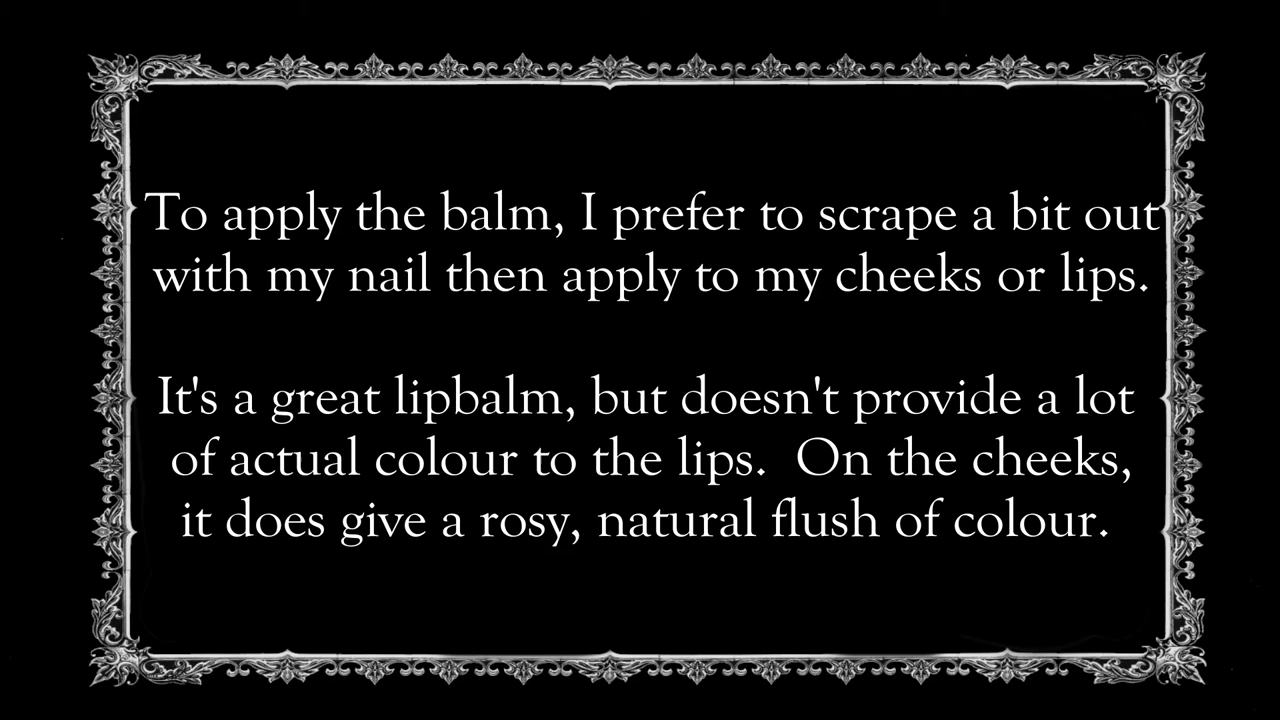 To apply the balm, I prefer to scrape a bit out
with my nail then apply to my cheeks or lips.
It's a great lipbalm, but doesn't provide a lot
of actual colour to the lips.  On the cheeks,
it does give a rosy, natural flush of colour.